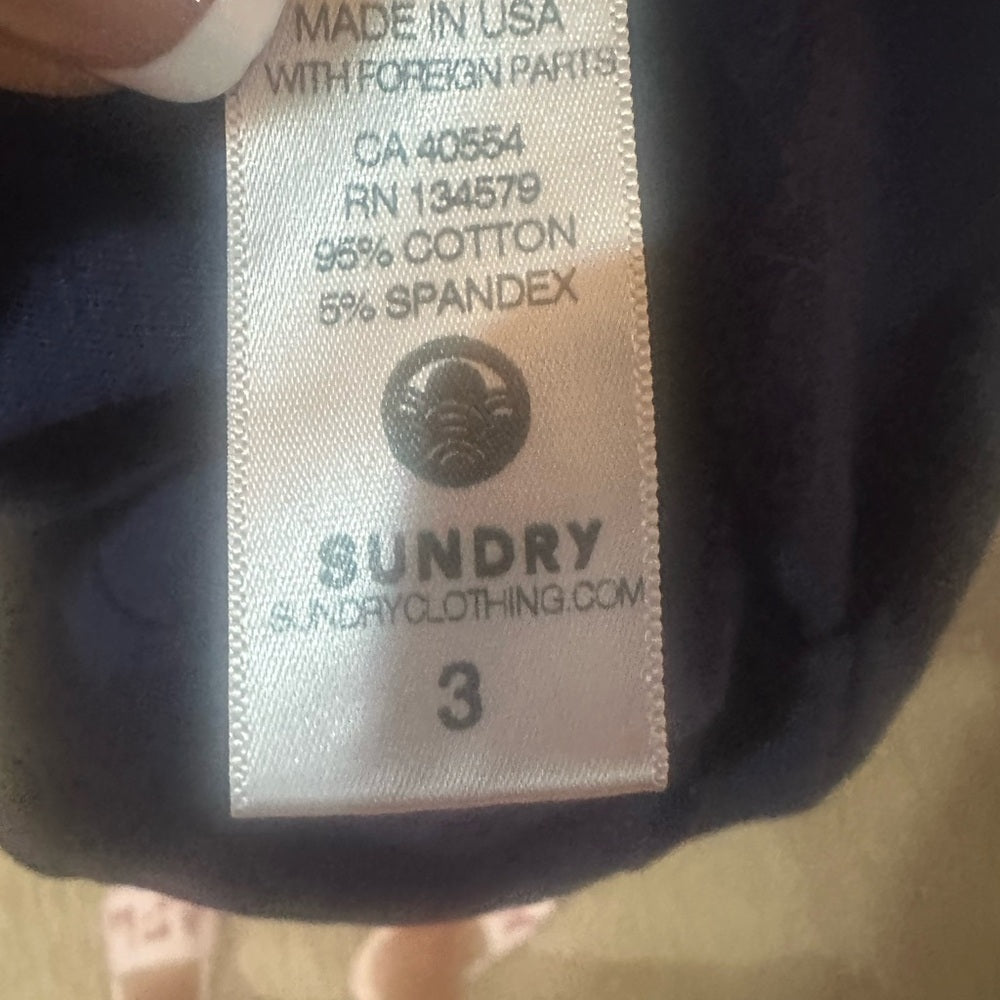 MADE IN USA
WITH FOREIGN PARTS
CA 40554
RN 134579
95% COTTON
5% SPANDEX
SUNDRY
SUNDRYCLOTHING.COM
3